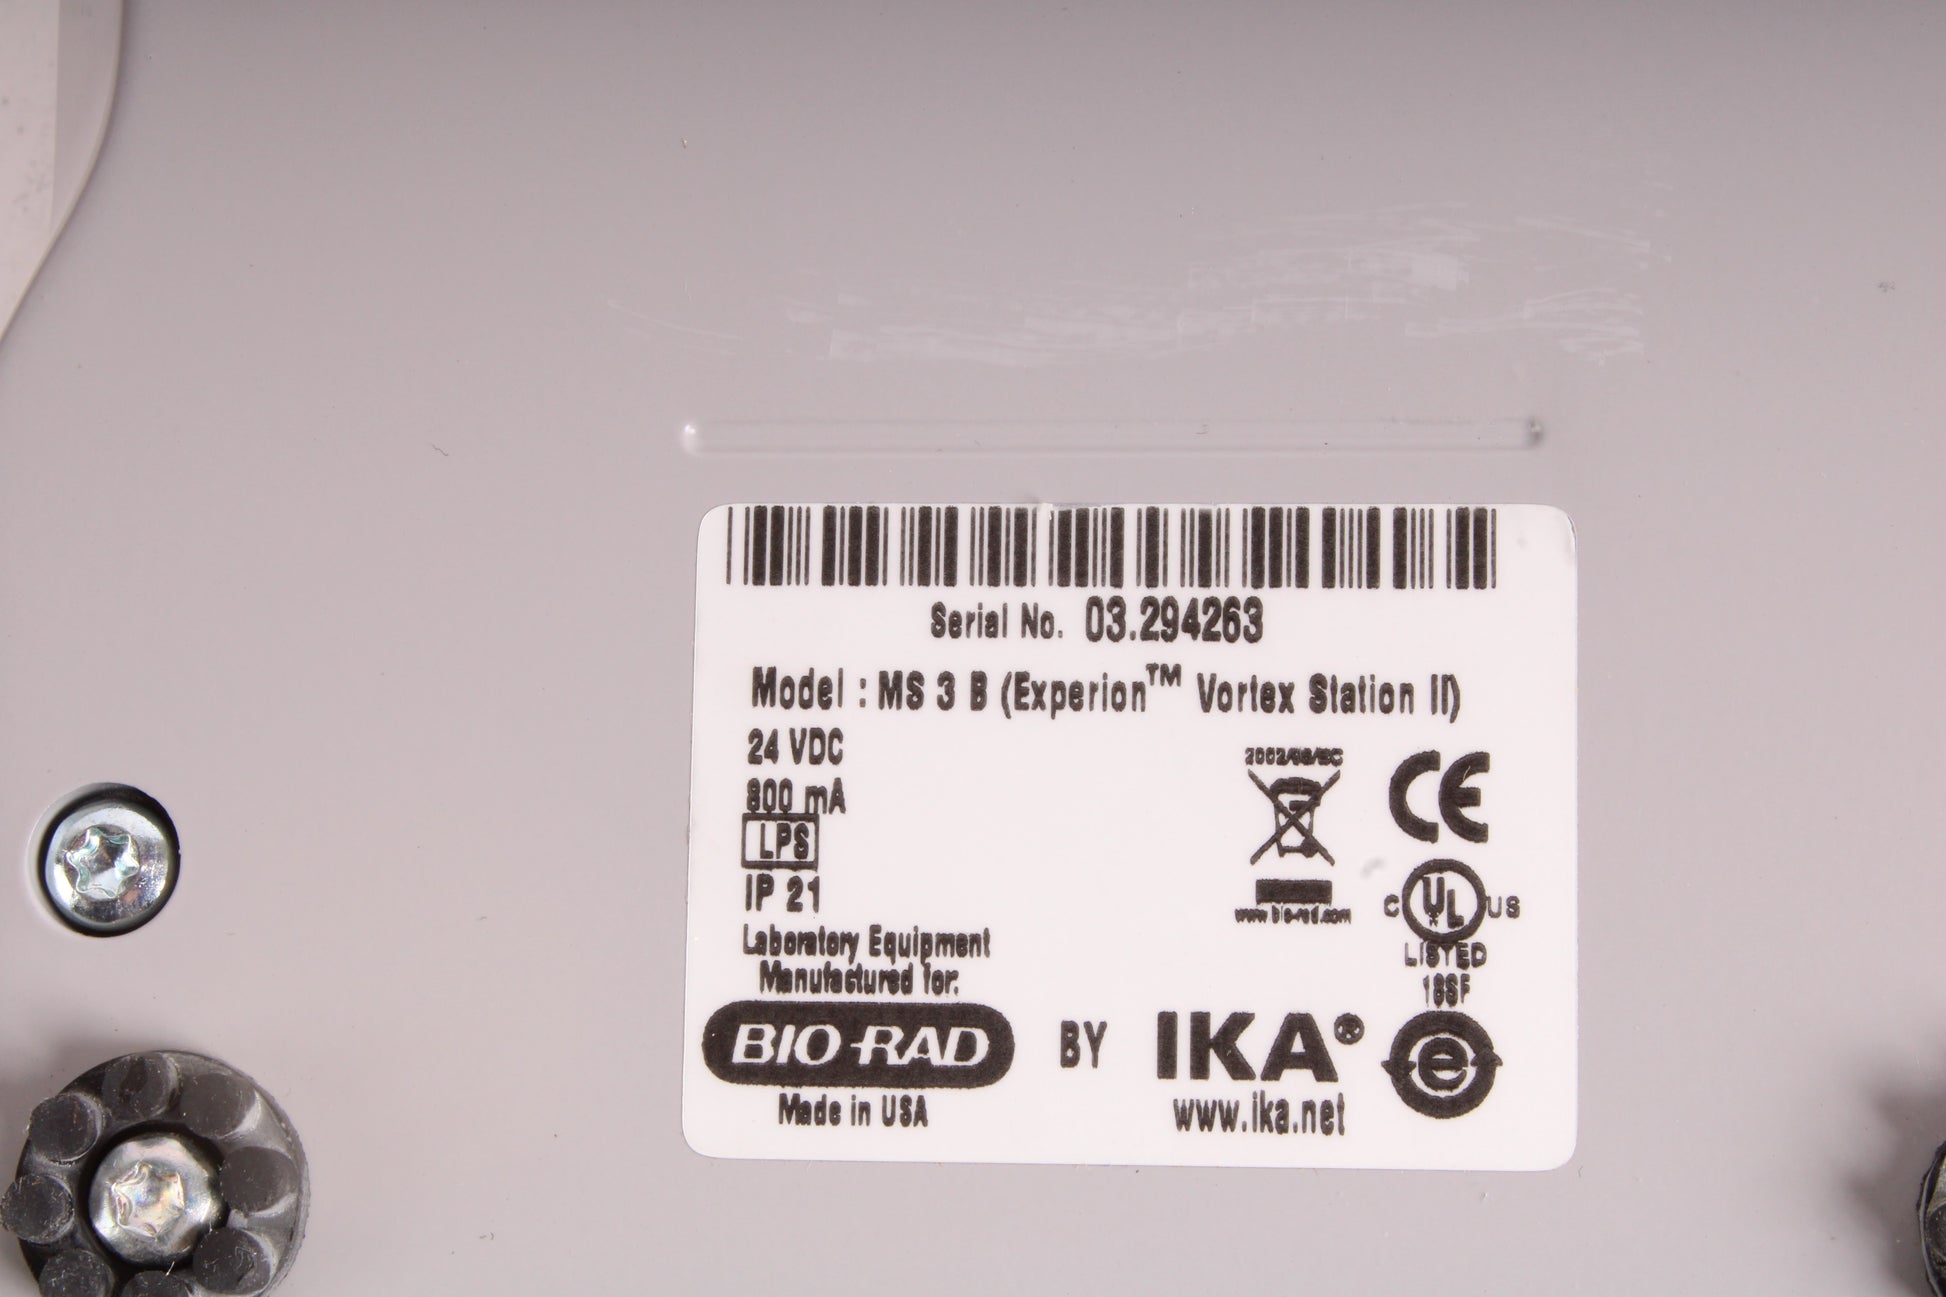 Serial No. 03.294263
Model : MS 3 B (Experion™ Vortex Station II)
24 VDC
800 mA
LPS
IP 21
2002/96/EC
CE
www.bio-rad.com
C UL US
LISTED
18SF
Laboratory Equipment
Manufactured for:
BIO-RAD BY IKA®
e
Made in USA
www.ika.net